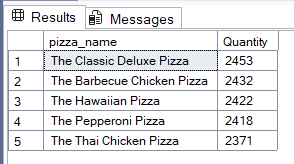 Results Messages
pizza_name Quantity
1 The Classic Deluxe Pizza 2453
2 The Barbecue Chicken Pizza 2432
3 The Hawaiian Pizza 2422
4 The Pepperoni Pizza 2418
5 The Thai Chicken Pizza 2371